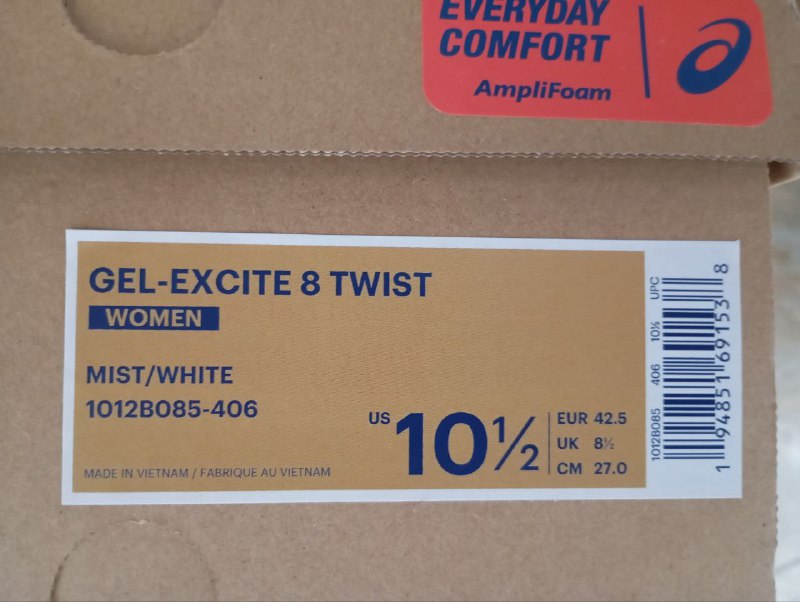 EVERYDAY
COMFORT
AmpliFoam
GEL-EXCITE 8 TWIST
WOMEN
MIST/WHITE
1012B085-406
US 10½
EUR 42.5
UK 8½
CM 27.0
MADE IN VIETNAM / FABRIQUE AU VIETNAM
1012B085 406 10½ UPC
1 94851 69153 8